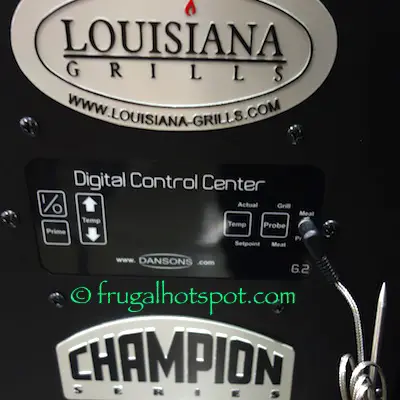 LOUISIANA
GRILLS
WWW.LOUISIANA-GRILLS.COM
Digital Control Center
I/O
Prime
Temp
Actual
Temp
Setpoint
Grill
Probe
Meat
Meat
www. DANSONS .com
G.2
© frugalhotspot.com
CHAMPION
SERIES